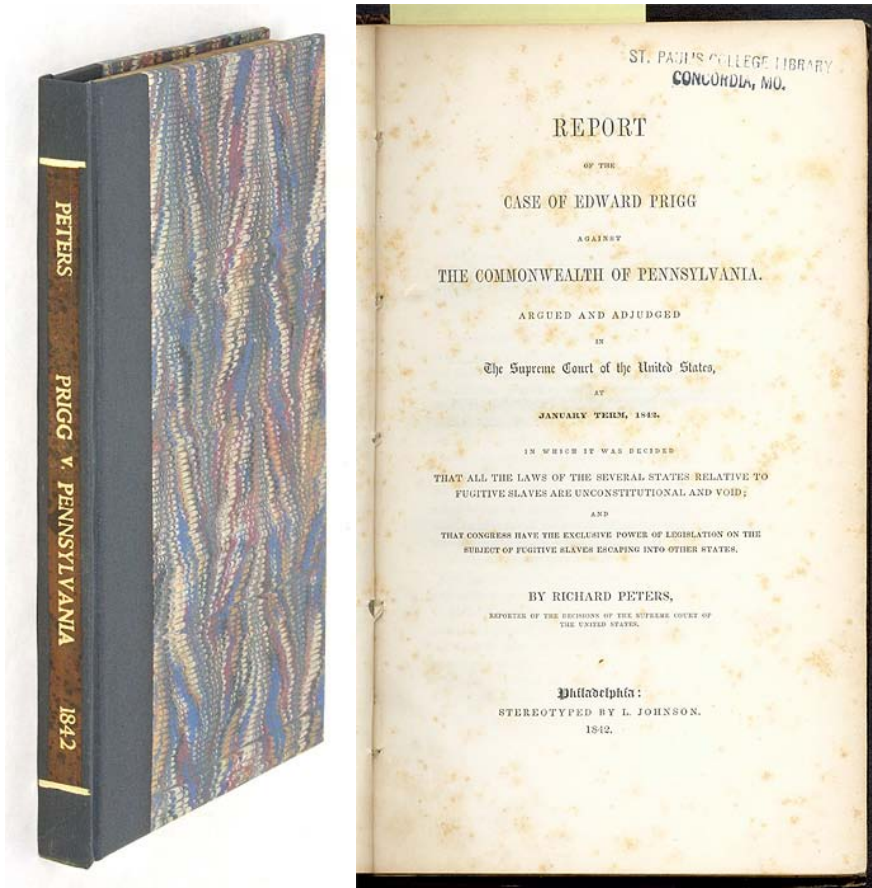 PETERS PRIGG v. PENNSYLVANIA 1842
ST. PAUL'S COLLEGE LIBRARY
CONCORDIA, MO.
REPORT
OF THE
CASE OF EDWARD PRIGG
AGAINST
THE COMMONWEALTH OF PENNSYLVANIA.
ARGUED AND ADJUDGED
IN
The Supreme Court of the United States,
AT
JANUARY TERM, 1842.
IN WHICH IT WAS DECIDED
THAT ALL THE LAWS OF THE SEVERAL STATES RELATIVE TO
FUGITIVE SLAVES ARE UNCONSTITUTIONAL AND VOID;
AND
THAT CONGRESS HAVE THE EXCLUSIVE POWER OF LEGISLATION ON THE
SUBJECT OF FUGITIVE SLAVES ESCAPING INTO OTHER STATES.
BY RICHARD PETERS,
REPORTER OF THE DECISIONS OF THE SUPREME COURT OF
THE UNITED STATES.
Philadelphia:
STEREOTYPED BY L. JOHNSON.
1842.